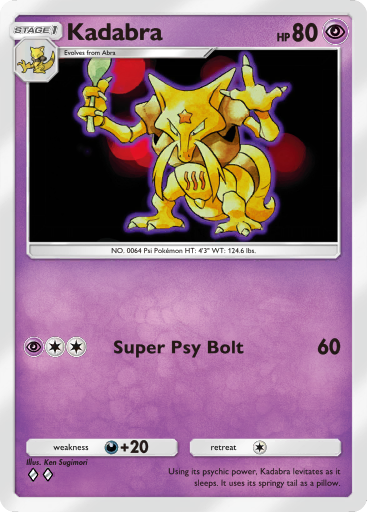 STAGE 1
Kadabra
HP 80
Evolves from Abra
NO. 0064 Psi Pokémon HT: 4'3" WT: 124.6 lbs.
Super Psy Bolt 60
weakness +20 retreat
Illus. Ken Sugimori
Using its psychic power, Kadabra levitates as it
sleeps. It uses its springy tail as a pillow.